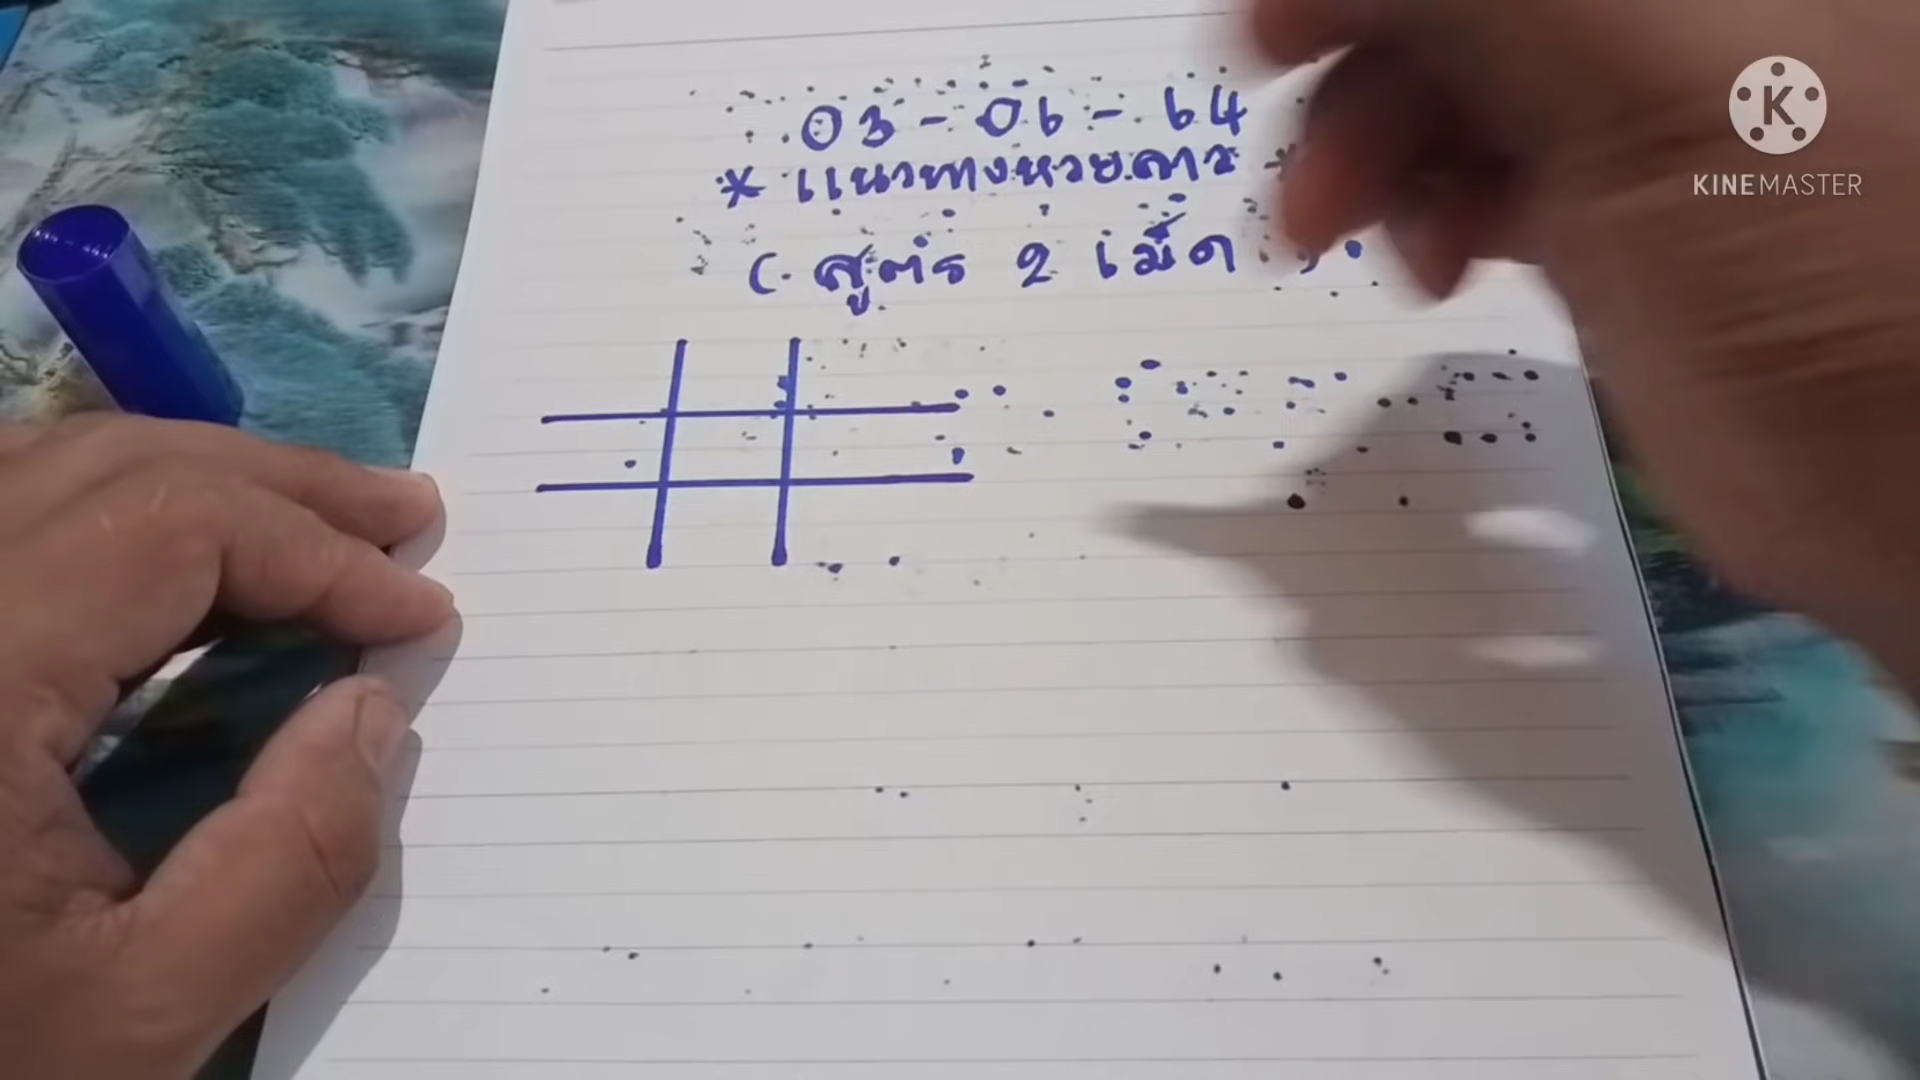 03 - 06 - 64
* แนวทางหวยลาว *
( สูตร 2 เม็ด )
K
KINEMASTER